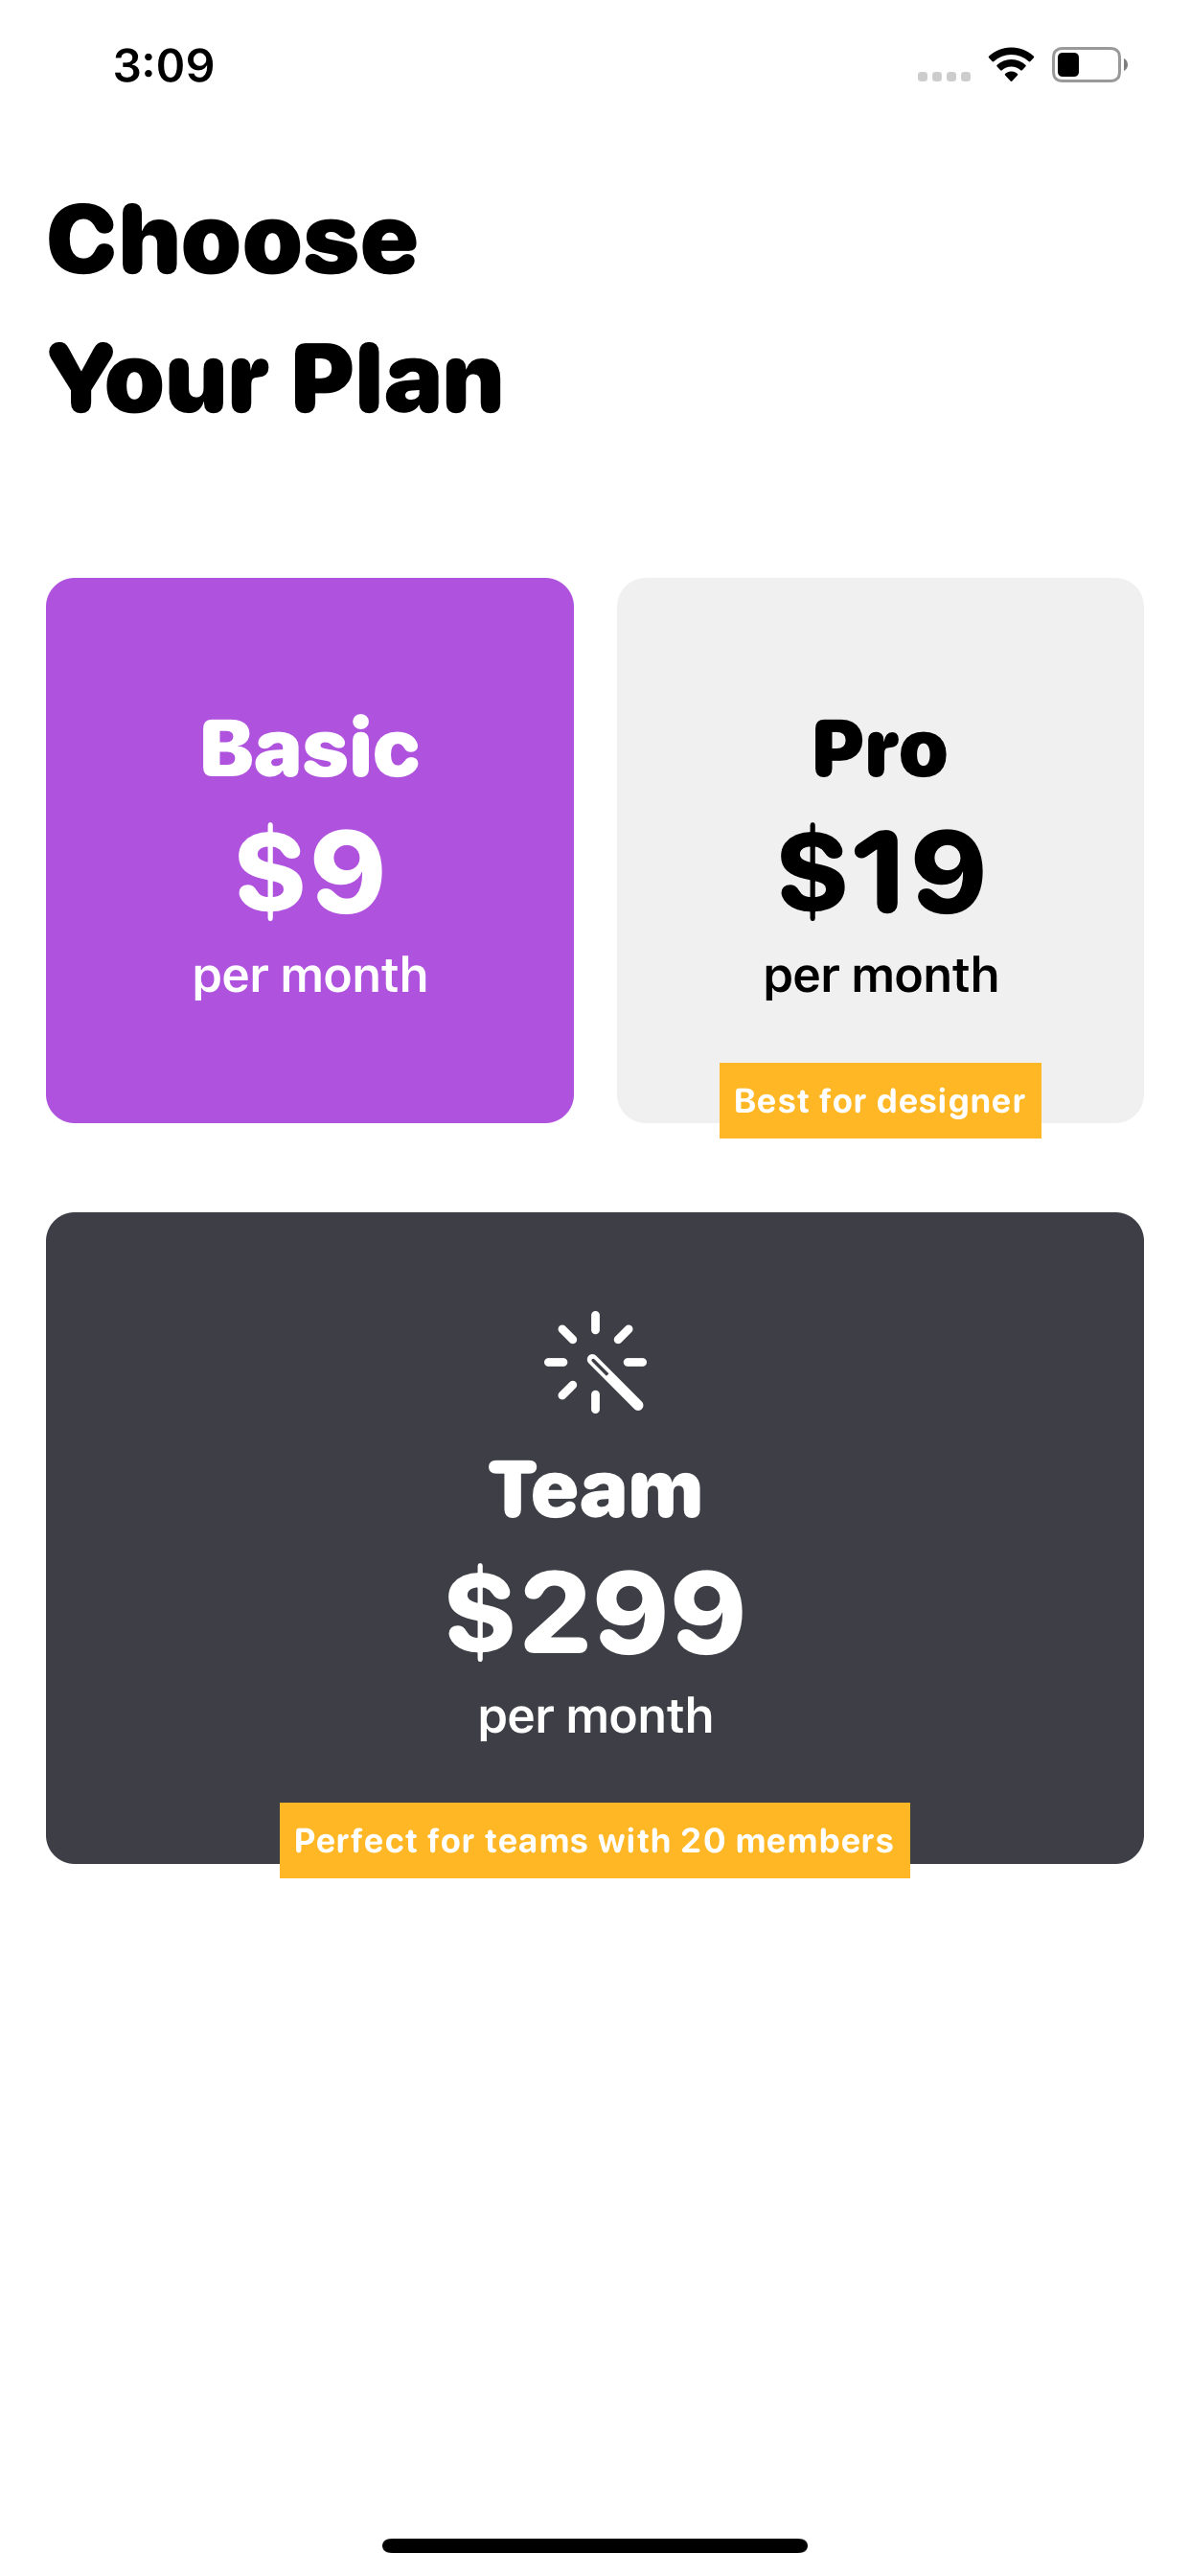 3:09
Choose
Your Plan
Basic
$9
per month
Pro
$19
per month
Best for designer
Team
$299
per month
Perfect for teams with 20 members